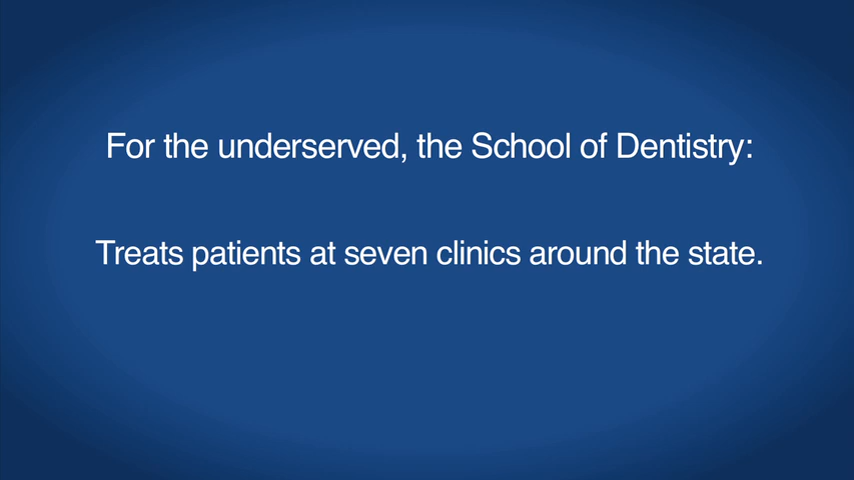 For the underserved, the School of Dentistry:
Treats patients at seven clinics around the state.